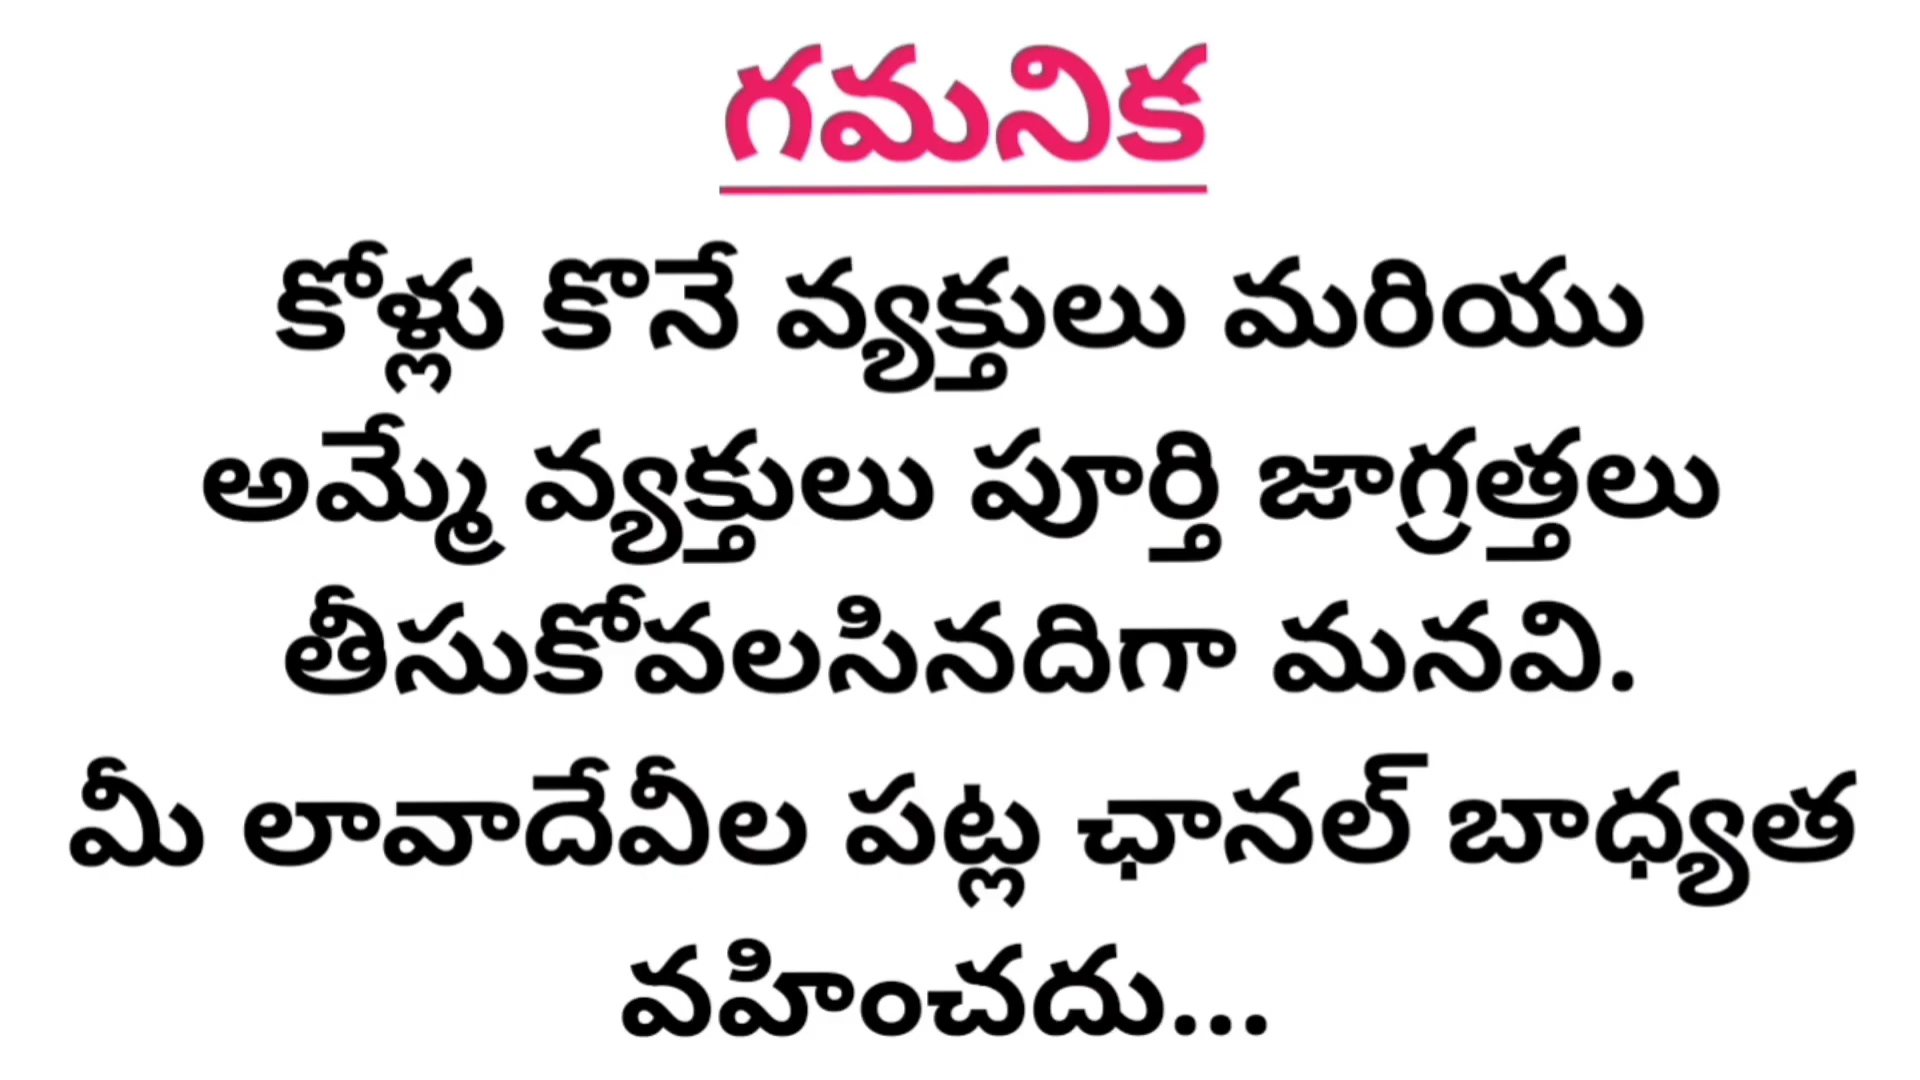 గమనిక
కోళ్లు కొనే వ్యక్తులు మరియు
అమ్మే వ్యక్తులు పూర్తి జాగ్రత్తలు
తీసుకోవలసినదిగా మనవి.
మీ లావాదేవీల పట్ల ఛానల్ బాధ్యత
వహించదు...